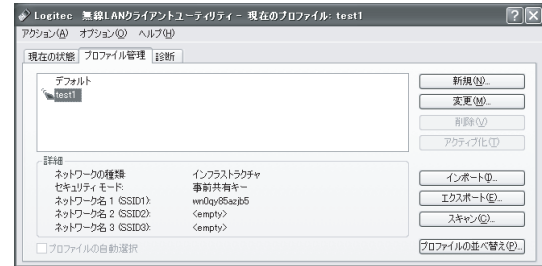 Logitec 無線LANクライアントユーティリティ - 現在のプロファイル: test1
アクション(A) オプション(O) ヘルプ(H)
現在の状態 プロファイル管理 診断
デフォルト
test1
新規(N)...
変更(M)...
削除(V)
アクティブ化(T)
詳細
ネットワークの種類: インフラストラクチャ
セキュリティ モード: 事前共有キー
ネットワーク名 1 (SSID1): wn0qy85azjb5
ネットワーク名 2 (SSID2): <empty>
ネットワーク名 3 (SSID3): <empty>
インポート(I)...
エクスポート(E)...
スキャン(C)...
プロファイルの自動選択
プロファイルの並べ替え(P)...